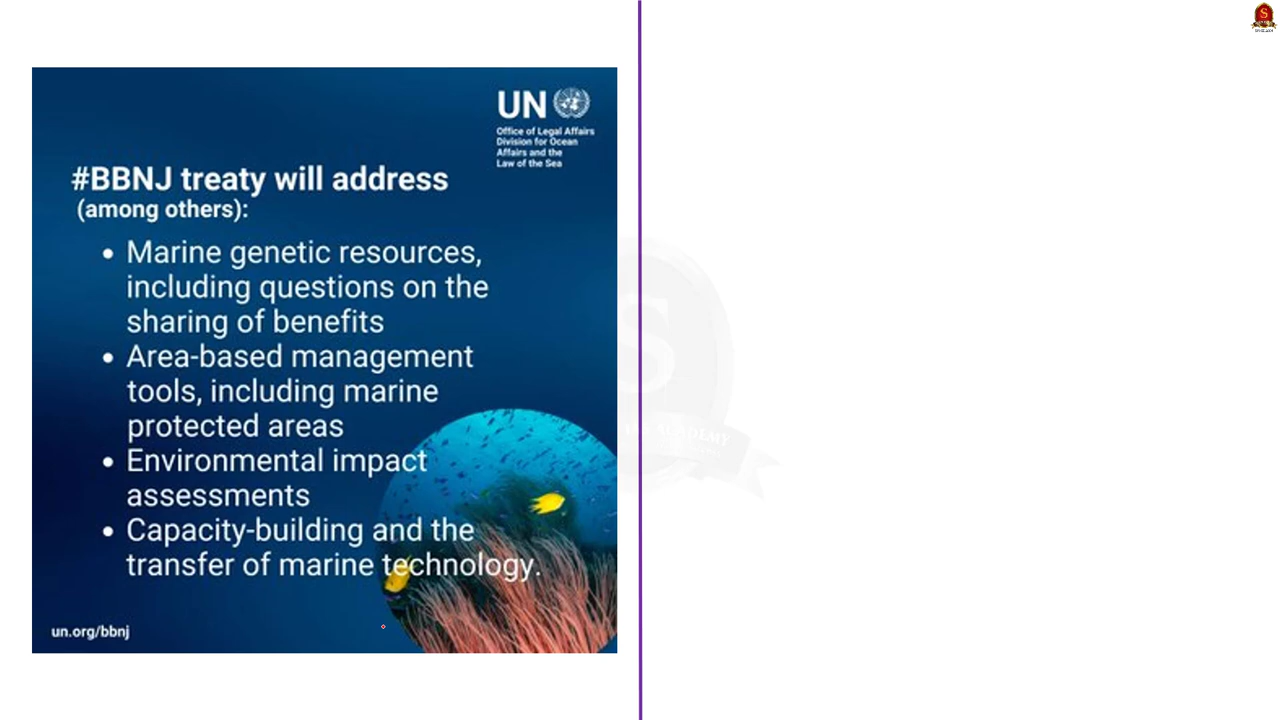 UN
Office of Legal Affairs
Division for Ocean
Affairs and the
Law of the Sea
#BBNJ treaty will address
(among others):
• Marine genetic resources,
including questions on the
sharing of benefits
• Area-based management
tools, including marine
protected areas
• Environmental impact
assessments
• Capacity-building and the
transfer of marine technology.
un.org/bbnj
S
S
ACADEMY